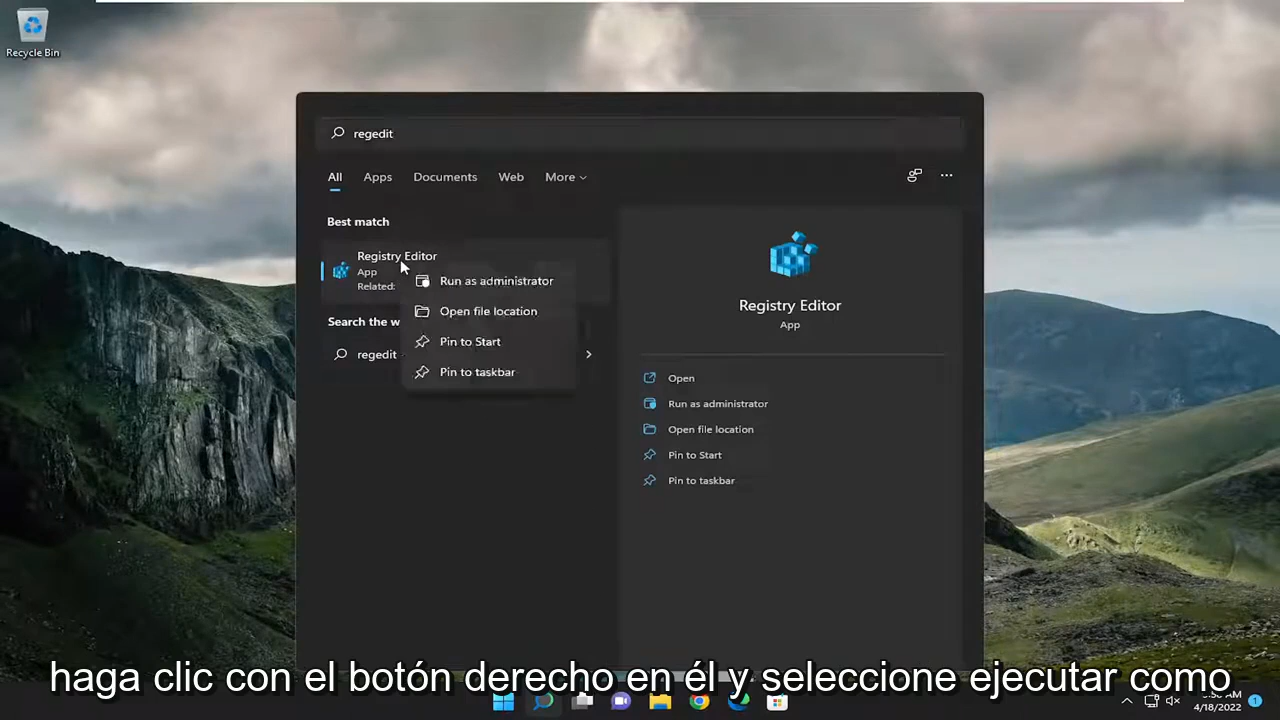 Recycle Bin
regedit
All Apps Documents Web More
Best match
Registry Editor
App
Related:
Search the w
regedit
Run as administrator
Open file location
Pin to Start
Pin to taskbar
Registry Editor
App
Open
Run as administrator
Open file location
Pin to Start
Pin to taskbar
haga clic con el botón derecho en él y seleccione ejecutar como
4/18/2022
1